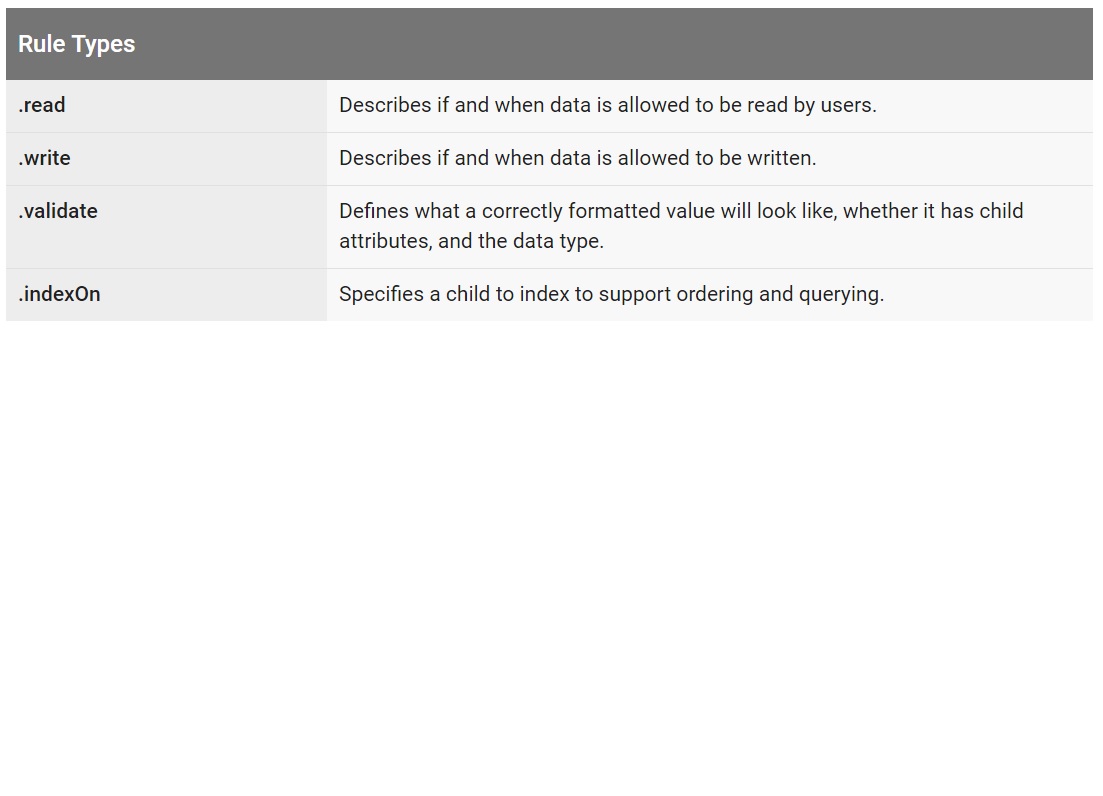 Rule Types
.read
Describes if and when data is allowed to be read by users.
.write
Describes if and when data is allowed to be written.
.validate
Defines what a correctly formatted value will look like, whether it has child
attributes, and the data type.
.indexOn
Specifies a child to index to support ordering and querying.